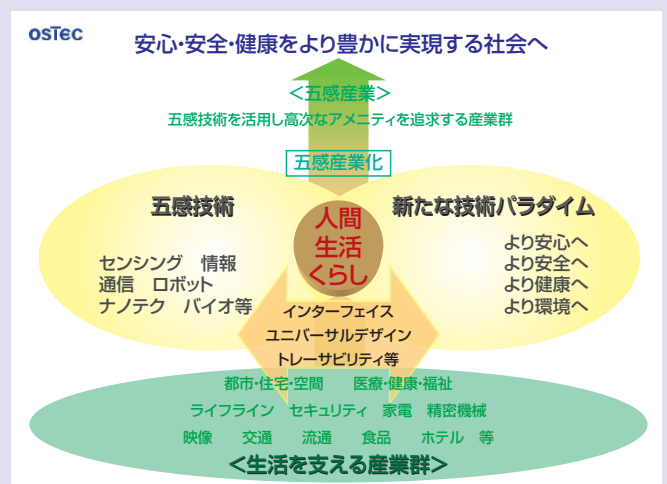 OSTEC
安心・安全・健康をより豊かに実現する社会へ
＜五感産業＞
五感技術を活用し高次なアメニティを追求する産業群
五感産業化
五感技術
センシング　情報
通信　ロボット
ナノテク　バイオ等
人間
生活
くらし
新たな技術パラダイム
より安心へ
より安全へ
より健康へ
より環境へ
インターフェイス
ユニバーサルデザイン
トレーサビリティ等
都市・住宅・空間　　医療・健康・福祉
ライフライン　セキュリティ　家電　精密機械
映像　　交通　　流通　　食品　　ホテル　等
＜生活を支える産業群＞